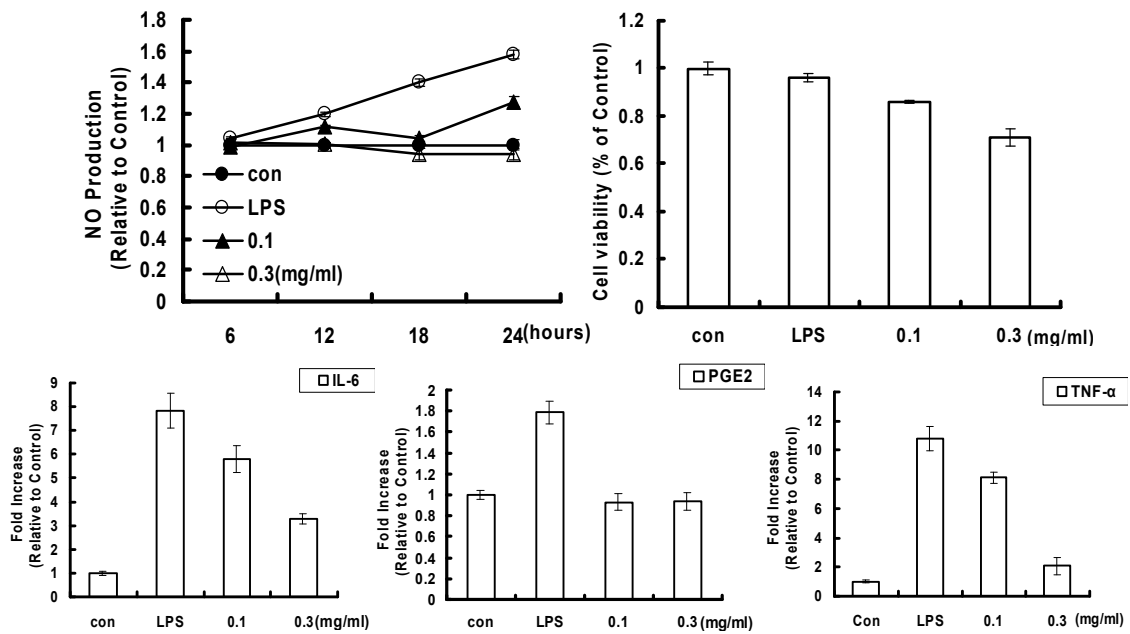 NO Production
(Relative to Control)
1.8
1.6
1.4
1.2
1
0.8
0.6
0.4
0.2
0
con
LPS
0.1
0.3(mg/ml)
6 12 18 24 (hours)
Cell viability (% of Control)
1.2
1
0.8
0.6
0.4
0.2
0
con LPS 0.1 0.3 (mg/ml)
IL-6
Fold Increase
(Relative to Control)
9
8
7
6
5
4
3
2
1
0
con LPS 0.1 0.3(mg/ml)
PGE2
Fold Increase
(Relative to Control)
2
1.8
1.6
1.4
1.2
1
0.8
0.6
0.4
0.2
0
con LPS 0.1 0.3 (mg/ml)
TNF-α
Fold Increase
(Relative to Control)
14
12
10
8
6
4
2
0
Con LPS 0.1 0.3 (mg/ml)